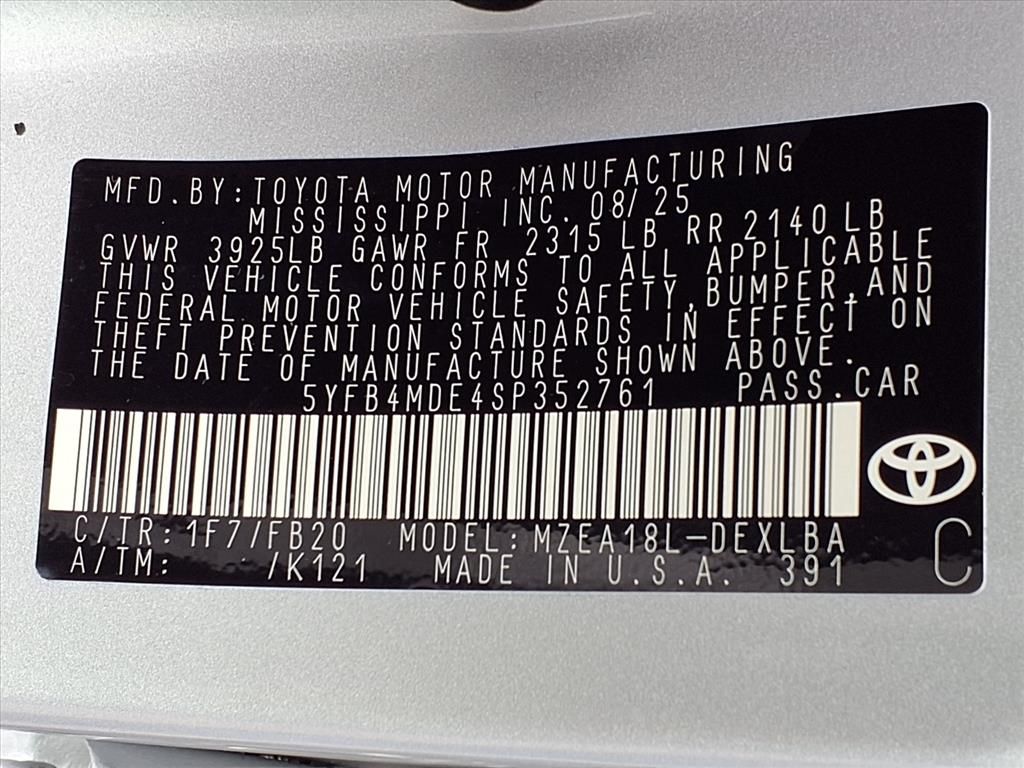 MFD.BY:TOYOTA MOTOR MANUFACTURING
MISSISSIPPI INC. 08/25
GVWR 3925LB GAWR FR 2315 LB RR 2140 LB
THIS VEHICLE CONFORMS TO ALL APPLICABLE
FEDERAL MOTOR VEHICLE SAFETY,BUMPER,AND
THEFT PREVENTION STANDARDS IN EFFECT ON
THE DATE OF MANUFACTURE SHOWN ABOVE.
5YFB4MDE4SP352761 PASS.CAR
C/TR: 1F7/FB20 MODEL: MZEA18L-DEXLBA
A/TM: /K121 MADE IN U.S.A. 391
C